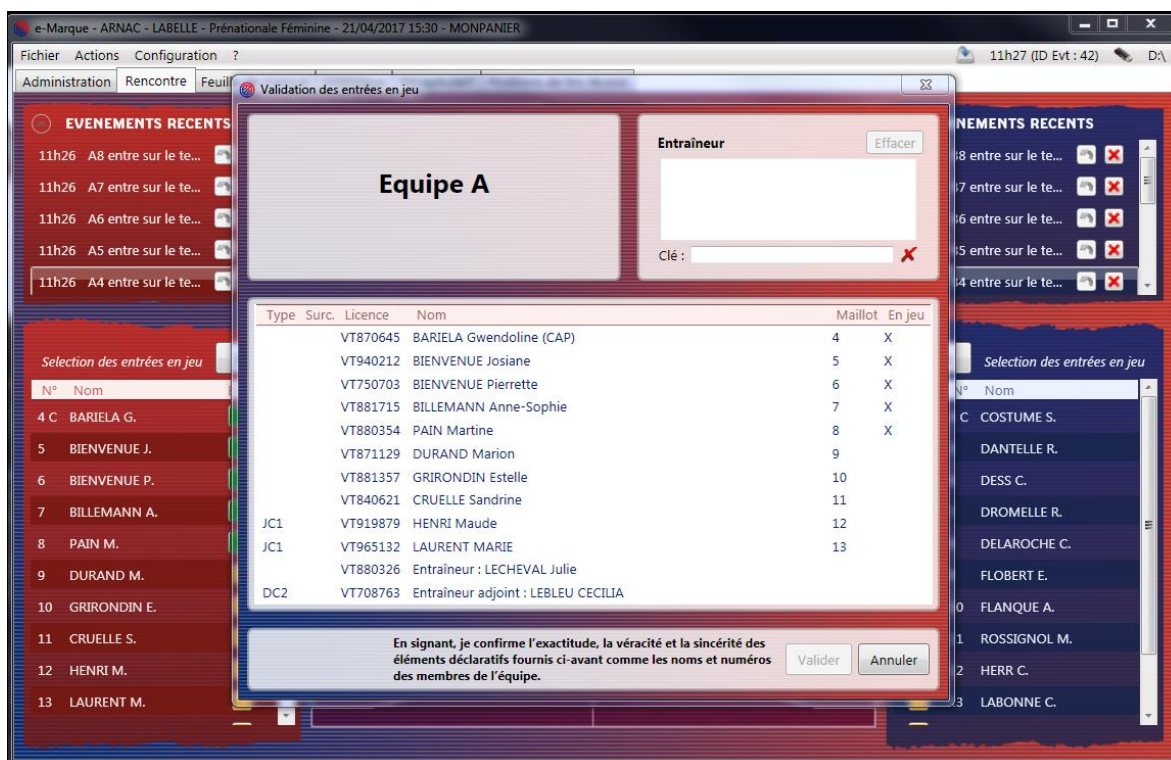 e-Marque - ARNAC - LABELLE - Prénationale Féminine - 21/04/2017 15:30 - MONPANIER
Fichier Actions Configuration ? 11h27 (ID Evt : 42) D:\
Administration Rencontre
Validation des entrées en jeu
EVENEMENTS RECENTS
11h26 A8 entre sur le te...
11h26 A7 entre sur le te...
11h26 A6 entre sur le te...
11h26 A5 entre sur le te...
11h26 A4 entre sur le te...
Selection des entrées en jeu
N° Nom
4 C BARIELA G.
5 BIENVENUE J.
6 BIENVENUE P.
7 BILLEMANN A.
8 PAIN M.
9 DURAND M.
10 GRIRONDIN E.
11 CRUELLE S.
12 HENRI M.
13 LAURENT M.
Equipe A
Entraîneur Effacer
Clé :
Type Surc. Licence Nom Maillot En jeu
VT870645 BARIELA Gwendoline (CAP) 4 X
VT940212 BIENVENUE Josiane 5 X
VT750703 BIENVENUE Pierrette 6 X
VT881715 BILLEMANN Anne-Sophie 7 X
VT880354 PAIN Martine 8 X
VT871129 DURAND Marion 9
VT881357 GRIRONDIN Estelle 10
VT840621 CRUELLE Sandrine 11
JC1 VT919879 HENRI Maude 12
JC1 VT965132 LAURENT MARIE 13
VT880326 Entraîneur : LECHEVAL Julie
DC2 VT708763 Entraîneur adjoint : LEBLEU CECILIA
En signant, je confirme l'exactitude, la véracité et la sincérité des
éléments déclaratifs fournis ci-avant comme les noms et numéros
des membres de l'équipe.
Valider Annuler
NEMENTS RECENTS
entre sur le te...
entre sur le te...
entre sur le te...
entre sur le te...
entre sur le te...
Selection des entrées en jeu
N° Nom
C COSTUME S.
DANTELLE R.
DESS C.
DROMELLE R.
DELAROCHE C.
FLOBERT E.
0 FLANQUE A.
1 ROSSIGNOL M.
2 HERR C.
3 LABONNE C.